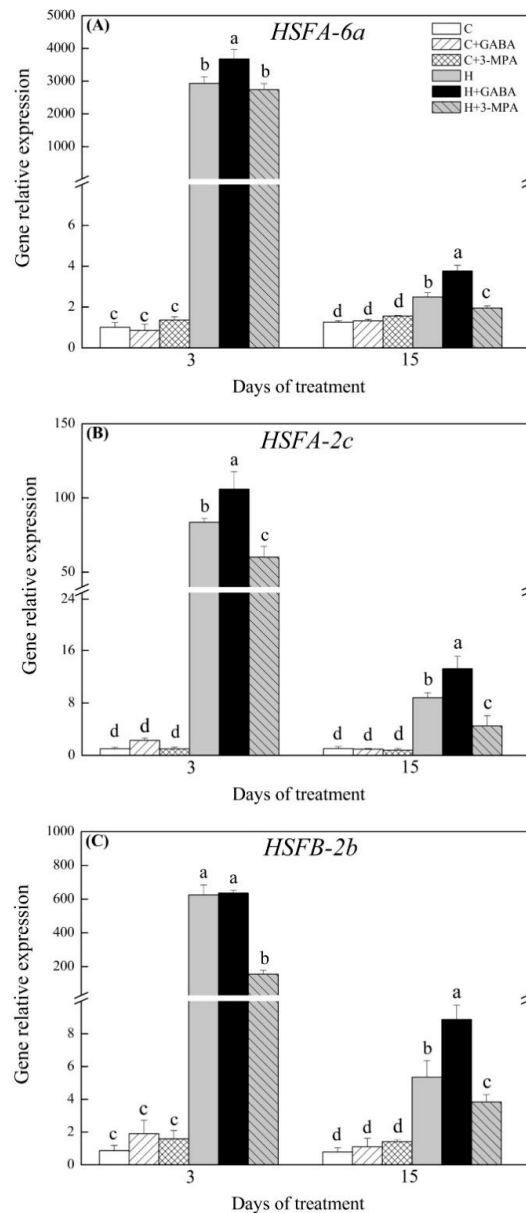 (A)
HSFA-6a
C
C+GABA
C+3-MPA
H
H+GABA
H+3-MPA
5000
4000
3000
2000
1000
6
4
2
0
Gene relative expression
c c c b a b
d d d b a c
3 15
Days of treatment
(B)
HSFA-2c
150
100
50
24
16
8
0
Gene relative expression
d d d b a c
d d d b a c
3 15
Days of treatment
(C)
HSFB-2b
1000
800
600
400
200
8
6
4
2
0
Gene relative expression
c c c a a b
d d d b a c
3 15
Days of treatment